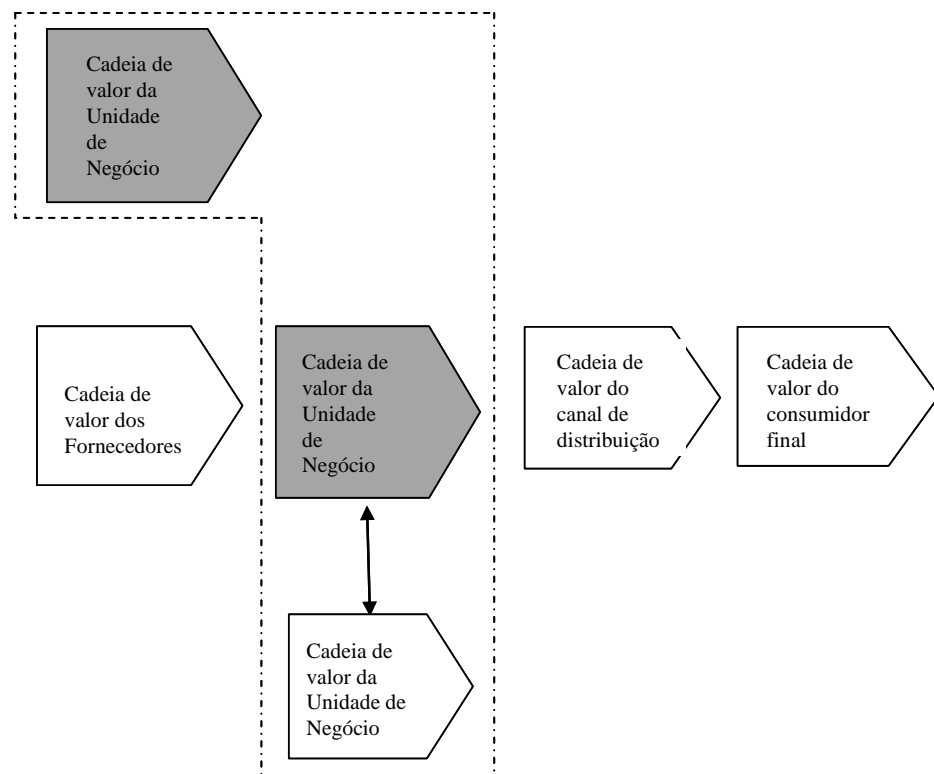 Cadeia de
valor da
Unidade
de
Negócio
Cadeia de
valor dos
Fornecedores
Cadeia de
valor da
Unidade
de
Negócio
Cadeia de
valor do
canal de
distribuição
Cadeia de
valor do
consumidor
final
Cadeia de
valor da
Unidade de
Negócio